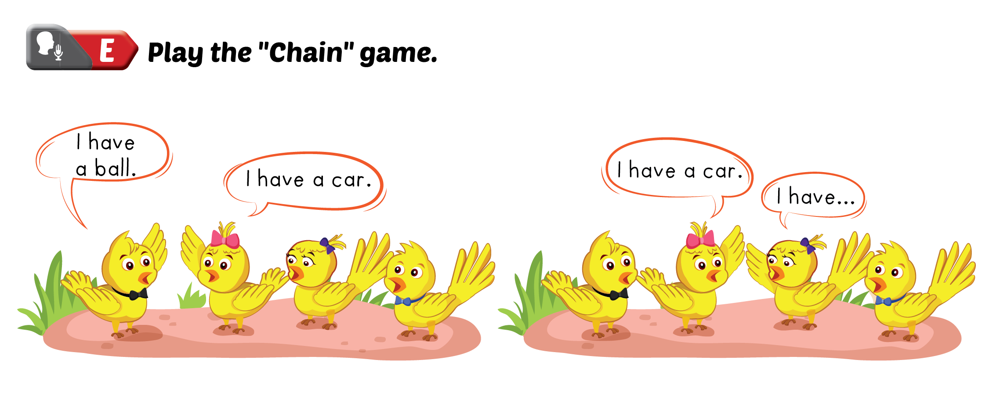 E
Play the "Chain" game.
I have
a ball.
I have a car.
I have a car.
I have...